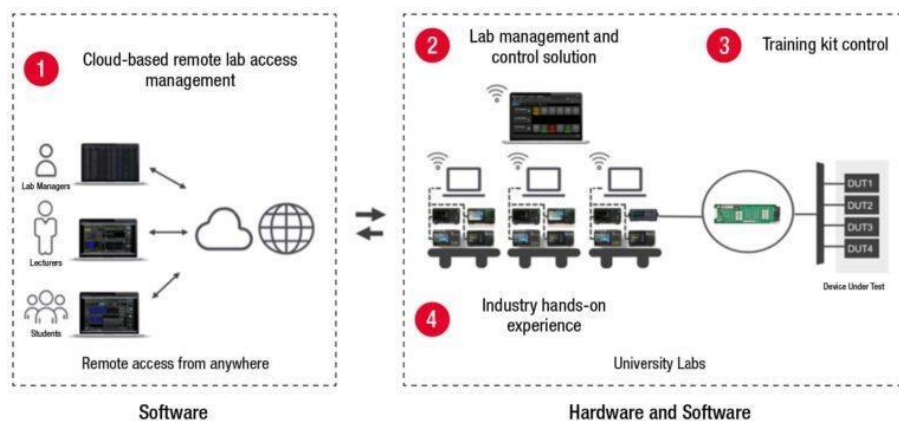 1
Cloud-based remote lab access
management
Lab Managers
Lecturers
Students
Remote access from anywhere
Software
2
Lab management and
control solution
3
Training kit control
DUT1
DUT2
DUT3
DUT4
Device Under Test
4
Industry hands-on
experience
University Labs
Hardware and Software